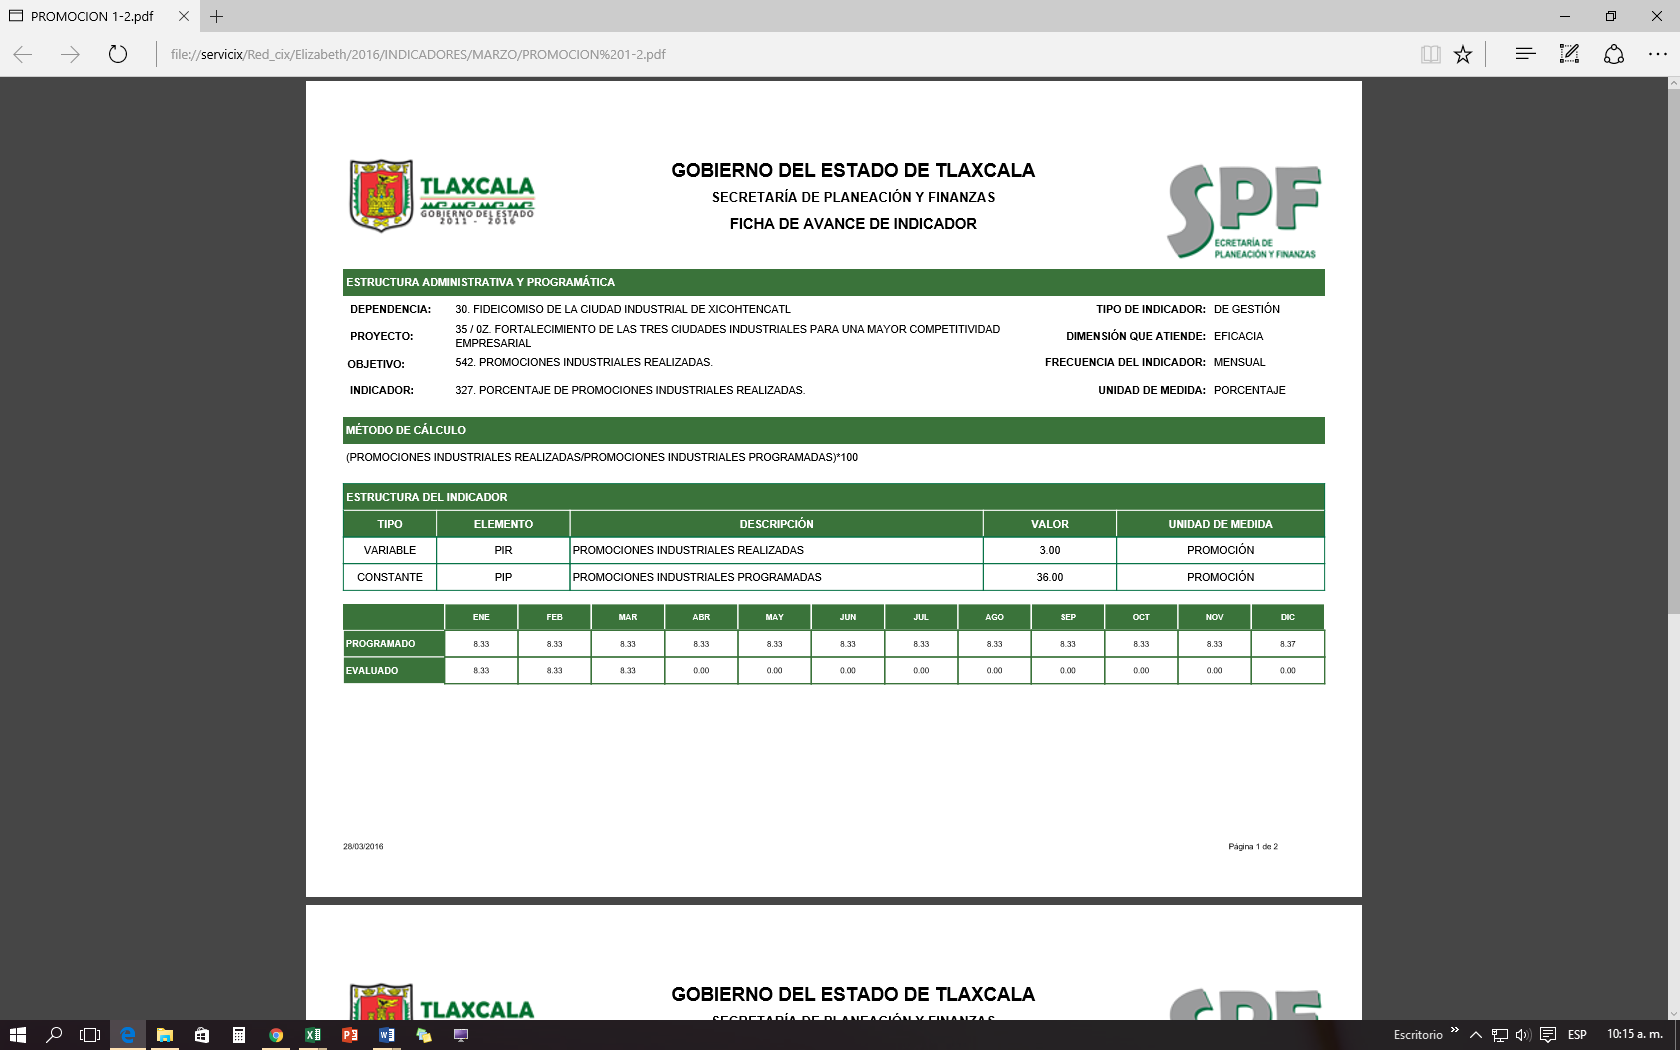 PROMOCION 1-2.pdf
file://servicix/Red_cix/Elizabeth/2016/INDICADORES/MARZO/PROMOCION%201-2.pdf
TLAXCALA
GOBIERNO DEL ESTADO
2011 - 2016
GOBIERNO DEL ESTADO DE TLAXCALA
SECRETARÍA DE PLANEACIÓN Y FINANZAS
FICHA DE AVANCE DE INDICADOR
SPF
ECRETARÍA DE
PLANEACIÓN Y FINANZAS
ESTRUCTURA ADMINISTRATIVA Y PROGRAMÁTICA
DEPENDENCIA: 30. FIDEICOMISO DE LA CIUDAD INDUSTRIAL DE XICOHTENCATL TIPO DE INDICADOR: DE GESTIÓN
PROYECTO: 35 / 0Z. FORTALECIMIENTO DE LAS TRES CIUDADES INDUSTRIALES PARA UNA MAYOR COMPETITIVIDAD
EMPRESARIAL DIMENSIÓN QUE ATIENDE: EFICACIA
OBJETIVO: 542. PROMOCIONES INDUSTRIALES REALIZADAS. FRECUENCIA DEL INDICADOR: MENSUAL
INDICADOR: 327. PORCENTAJE DE PROMOCIONES INDUSTRIALES REALIZADAS. UNIDAD DE MEDIDA: PORCENTAJE
MÉTODO DE CÁLCULO
(PROMOCIONES INDUSTRIALES REALIZADAS/PROMOCIONES INDUSTRIALES PROGRAMADAS)*100
ESTRUCTURA DEL INDICADOR
TIPO ELEMENTO DESCRIPCIÓN VALOR UNIDAD DE MEDIDA
VARIABLE PIR PROMOCIONES INDUSTRIALES REALIZADAS 3.00 PROMOCIÓN
CONSTANTE PIP PROMOCIONES INDUSTRIALES PROGRAMADAS 36.00 PROMOCIÓN
ENE FEB MAR ABR MAY JUN JUL AGO SEP OCT NOV DIC
PROGRAMADO 8.33 8.33 8.33 8.33 8.33 8.33 8.33 8.33 8.33 8.33 8.33 8.37
EVALUADO 8.33 8.33 8.33 0.00 0.00 0.00 0.00 0.00 0.00 0.00 0.00 0.00
28/03/2016 Página 1 de 2
TLAXCALA
GOBIERNO DEL ESTADO DE TLAXCALA
SECRETARÍA DE PLANEACIÓN Y FINANZAS
SPF
Escritorio ESP 10:15 a. m.